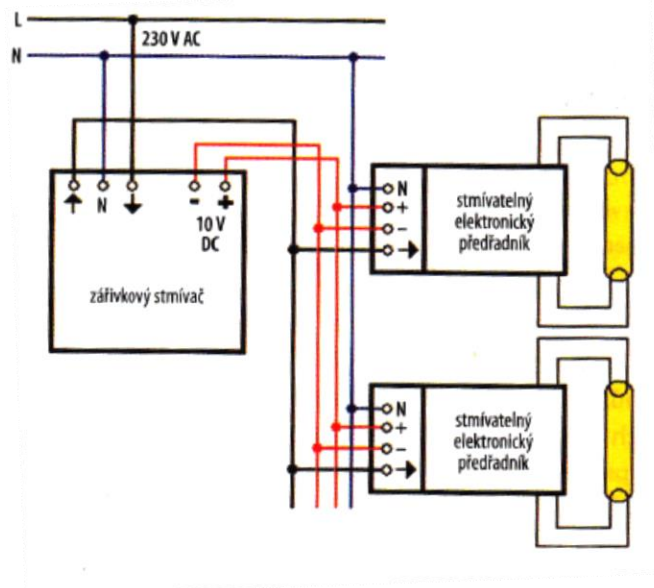 L
230 V AC
N
N
- +
10 V
DC
zářivkový stmívač
N
+
−
stmívatelný
elektronický
předřadník
N
+
−
stmívatelný
elektronický
předřadník